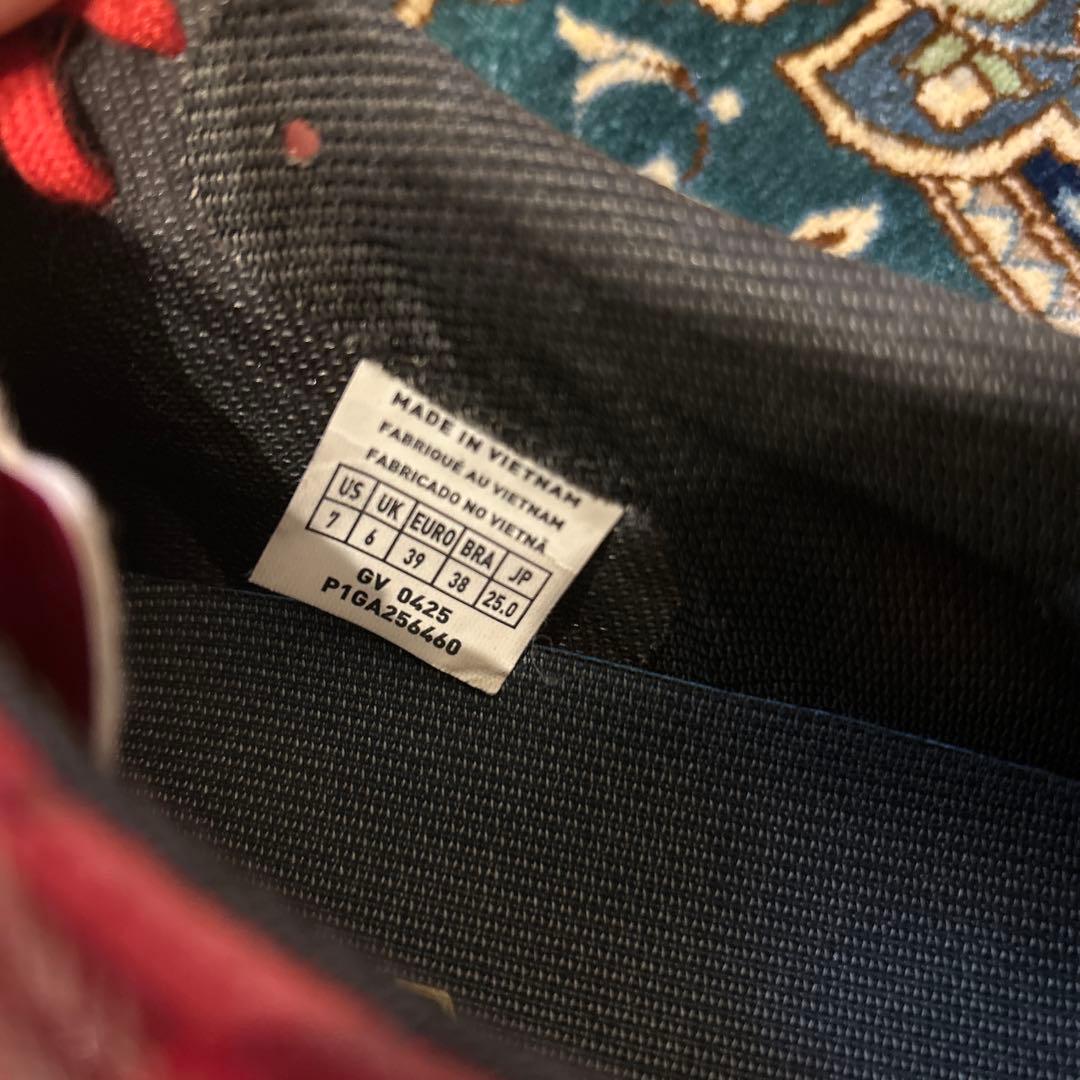 MADE IN VIETNAM
FABRIQUÉ AU VIETNAM
FABRICADO NO VIETNÃ
US UK EURO BRA JP
7 6 39 38 25.0
GV 0425
P1GA256460